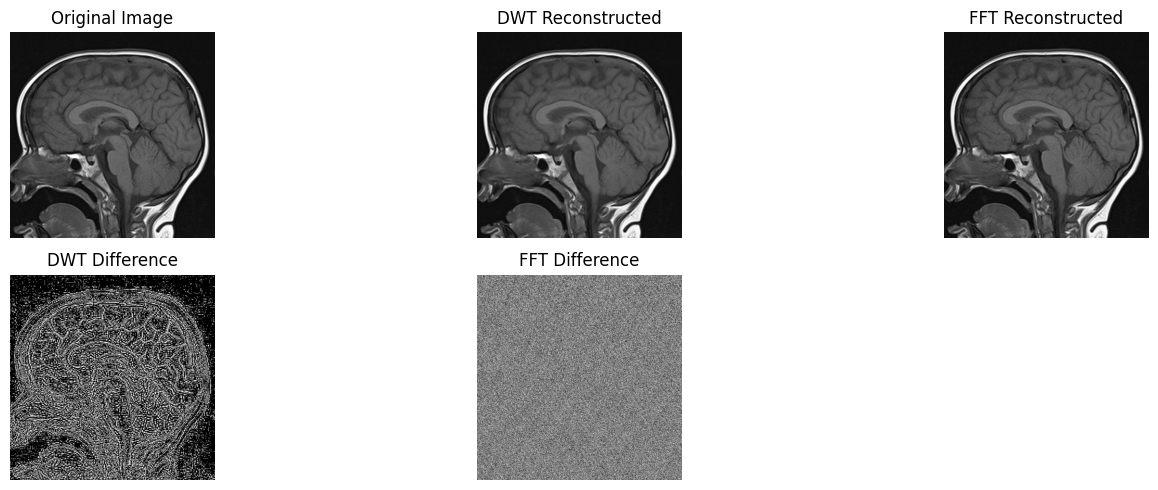 Original Image
DWT Reconstructed
FFT Reconstructed
DWT Difference
FFT Difference